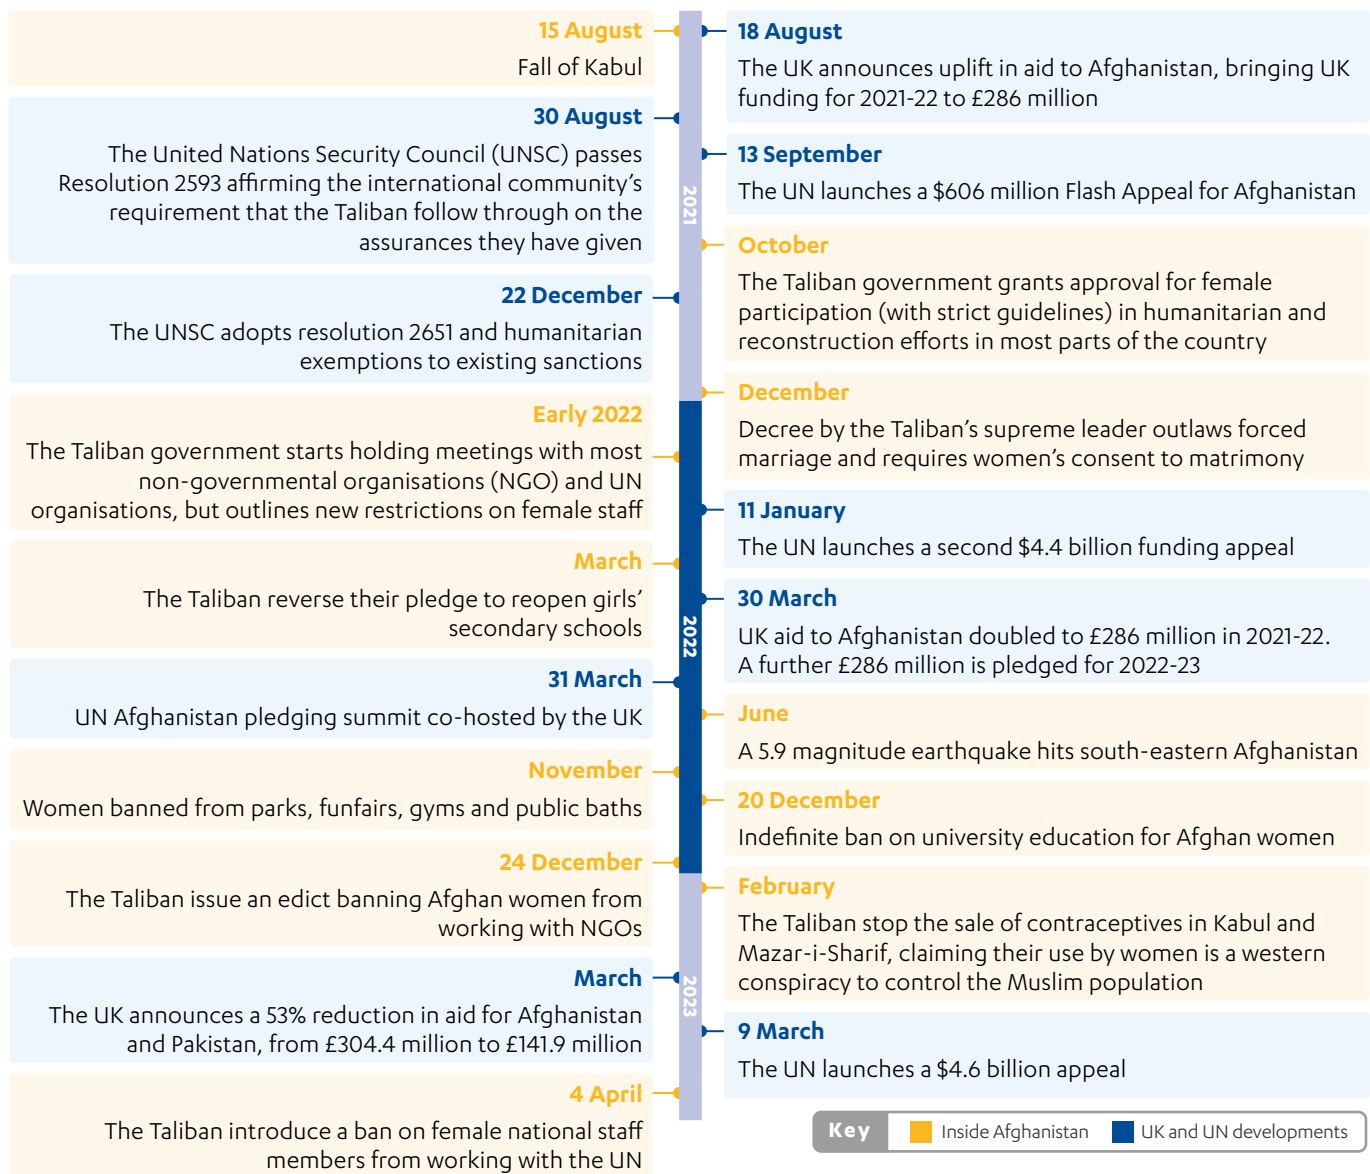 15 August
Fall of Kabul
18 August
The UK announces uplift in aid to Afghanistan, bringing UK
funding for 2021-22 to £286 million
30 August
The United Nations Security Council (UNSC) passes
Resolution 2593 affirming the international community’s
requirement that the Taliban follow through on the
assurances they have given
13 September
The UN launches a $606 million Flash Appeal for Afghanistan
2021
October
The Taliban government grants approval for female
participation (with strict guidelines) in humanitarian and
reconstruction efforts in most parts of the country
22 December
The UNSC adopts resolution 2651 and humanitarian
exemptions to existing sanctions
December
Decree by the Taliban’s supreme leader outlaws forced
marriage and requires women’s consent to matrimony
Early 2022
The Taliban government starts holding meetings with most
non-governmental organisations (NGO) and UN
organisations, but outlines new restrictions on female staff
11 January
The UN launches a second $4.4 billion funding appeal
March
The Taliban reverse their pledge to reopen girls’
secondary schools
30 March
UK aid to Afghanistan doubled to £286 million in 2021-22.
A further £286 million is pledged for 2022-23
2022
31 March
UN Afghanistan pledging summit co-hosted by the UK
June
A 5.9 magnitude earthquake hits south-eastern Afghanistan
November
Women banned from parks, funfairs, gyms and public baths
20 December
Indefinite ban on university education for Afghan women
24 December
The Taliban issue an edict banning Afghan women from
working with NGOs
February
The Taliban stop the sale of contraceptives in Kabul and
Mazar-i-Sharif, claiming their use by women is a western
conspiracy to control the Muslim population
March
The UK announces a 53% reduction in aid for Afghanistan
and Pakistan, from £304.4 million to £141.9 million
2023
9 March
The UN launches a $4.6 billion appeal
4 April
The Taliban introduce a ban on female national staff
members from working with the UN
Key
Inside Afghanistan
UK and UN developments